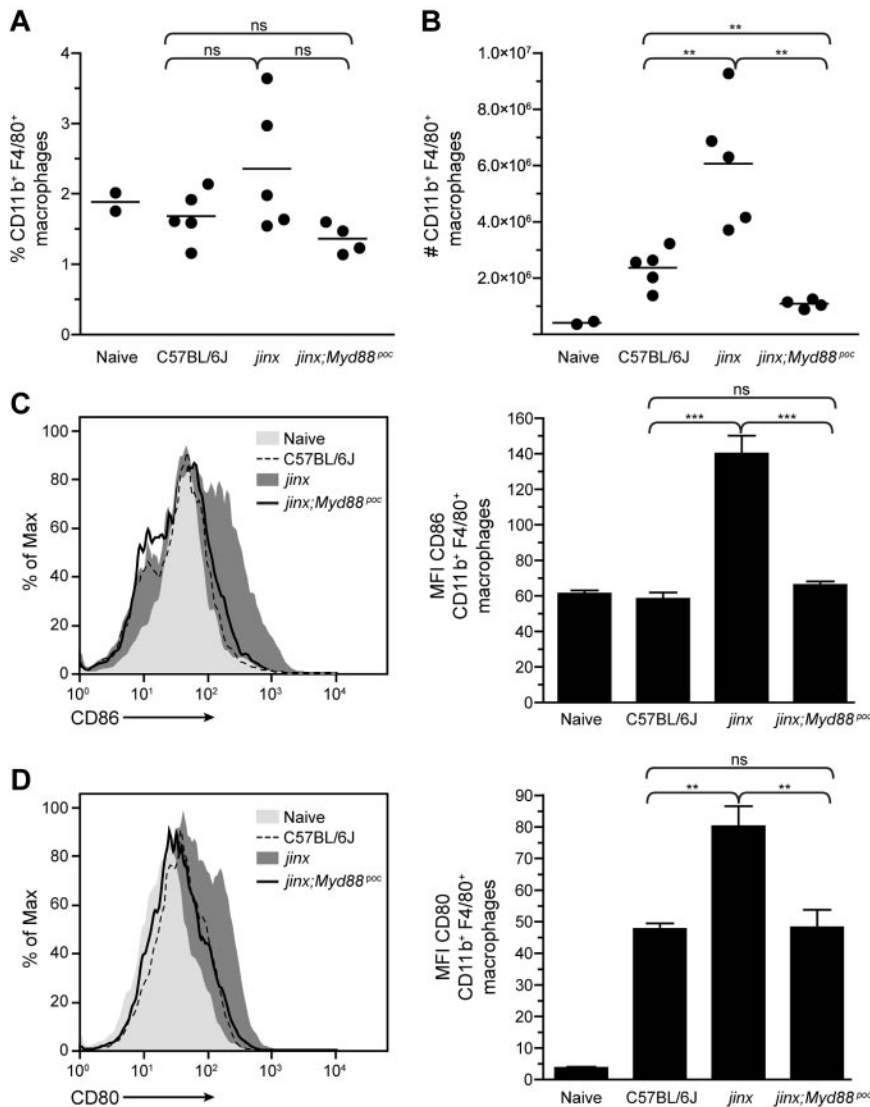 A
ns
ns
ns
4
3
2
1
0
% CD11b⁺ F4/80⁺
macrophages
Naive
C57BL/6J
jinx
jinx;Myd88ᵖᵒᶜ
B
**
**
**
1.0×10⁷
8.0×10⁶
6.0×10⁶
4.0×10⁶
2.0×10⁶
# CD11b⁺ F4/80⁺
macrophages
Naive
C57BL/6J
jinx
jinx;Myd88ᵖᵒᶜ
C
100
80
60
40
20
0
% of Max
Naive
C57BL/6J
jinx
jinx;Myd88ᵖᵒᶜ
10⁰
10¹
10²
10³
10⁴
CD86
ns
***
***
160
140
120
100
80
60
40
20
0
MFI CD86
CD11b⁺ F4/80⁺
macrophages
Naive
C57BL/6J
jinx
jinx;Myd88ᵖᵒᶜ
D
100
80
60
40
20
0
% of Max
Naive
C57BL/6J
jinx
jinx;Myd88ᵖᵒᶜ
10⁰
10¹
10²
10³
10⁴
CD80
ns
**
**
90
80
70
60
50
40
30
20
10
0
MFI CD80
CD11b⁺ F4/80⁺
macrophages
Naive
C57BL/6J
jinx
jinx;Myd88ᵖᵒᶜ